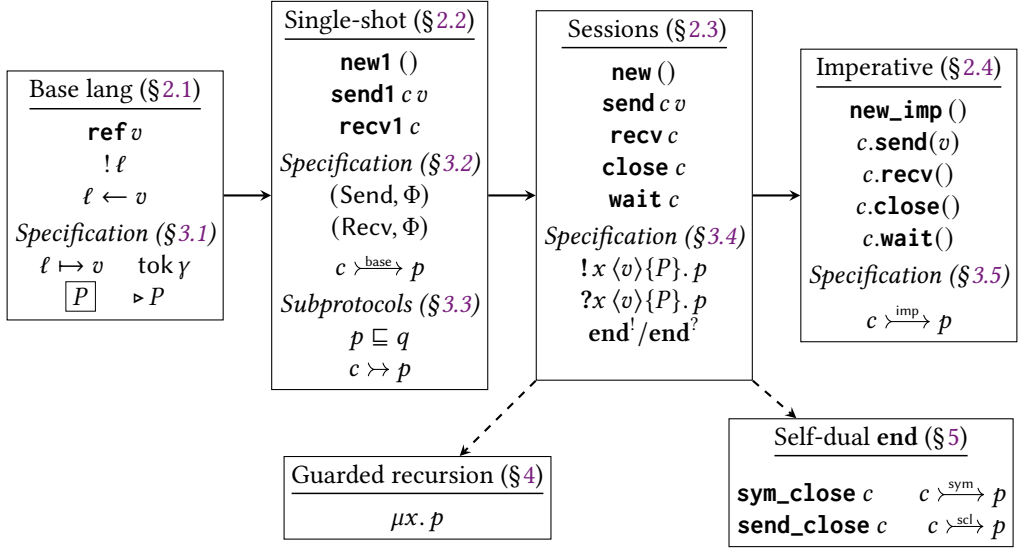 Base lang (§2.1)
ref v
! ℓ
ℓ ← v
Specification (§3.1)
ℓ ↦ v tok γ
P ▹ P
Single-shot (§2.2)
new1 ()
send1 c v
recv1 c
Specification (§3.2)
(Send, Φ)
(Recv, Φ)
c ↣base p
Subprotocols (§3.3)
p ⊑ q
c ↣ p
Sessions (§2.3)
new ()
send c v
recv c
close c
wait c
Specification (§3.4)
! x ⟨v⟩{P}. p
?x ⟨v⟩{P}. p
end!/end?
Imperative (§2.4)
new_imp ()
c.send(v)
c.recv()
c.close()
c.wait()
Specification (§3.5)
c ↣imp p
Guarded recursion (§4)
μx. p
Self-dual end (§5)
sym_close c c ↣sym p
send_close c c ↣scl p